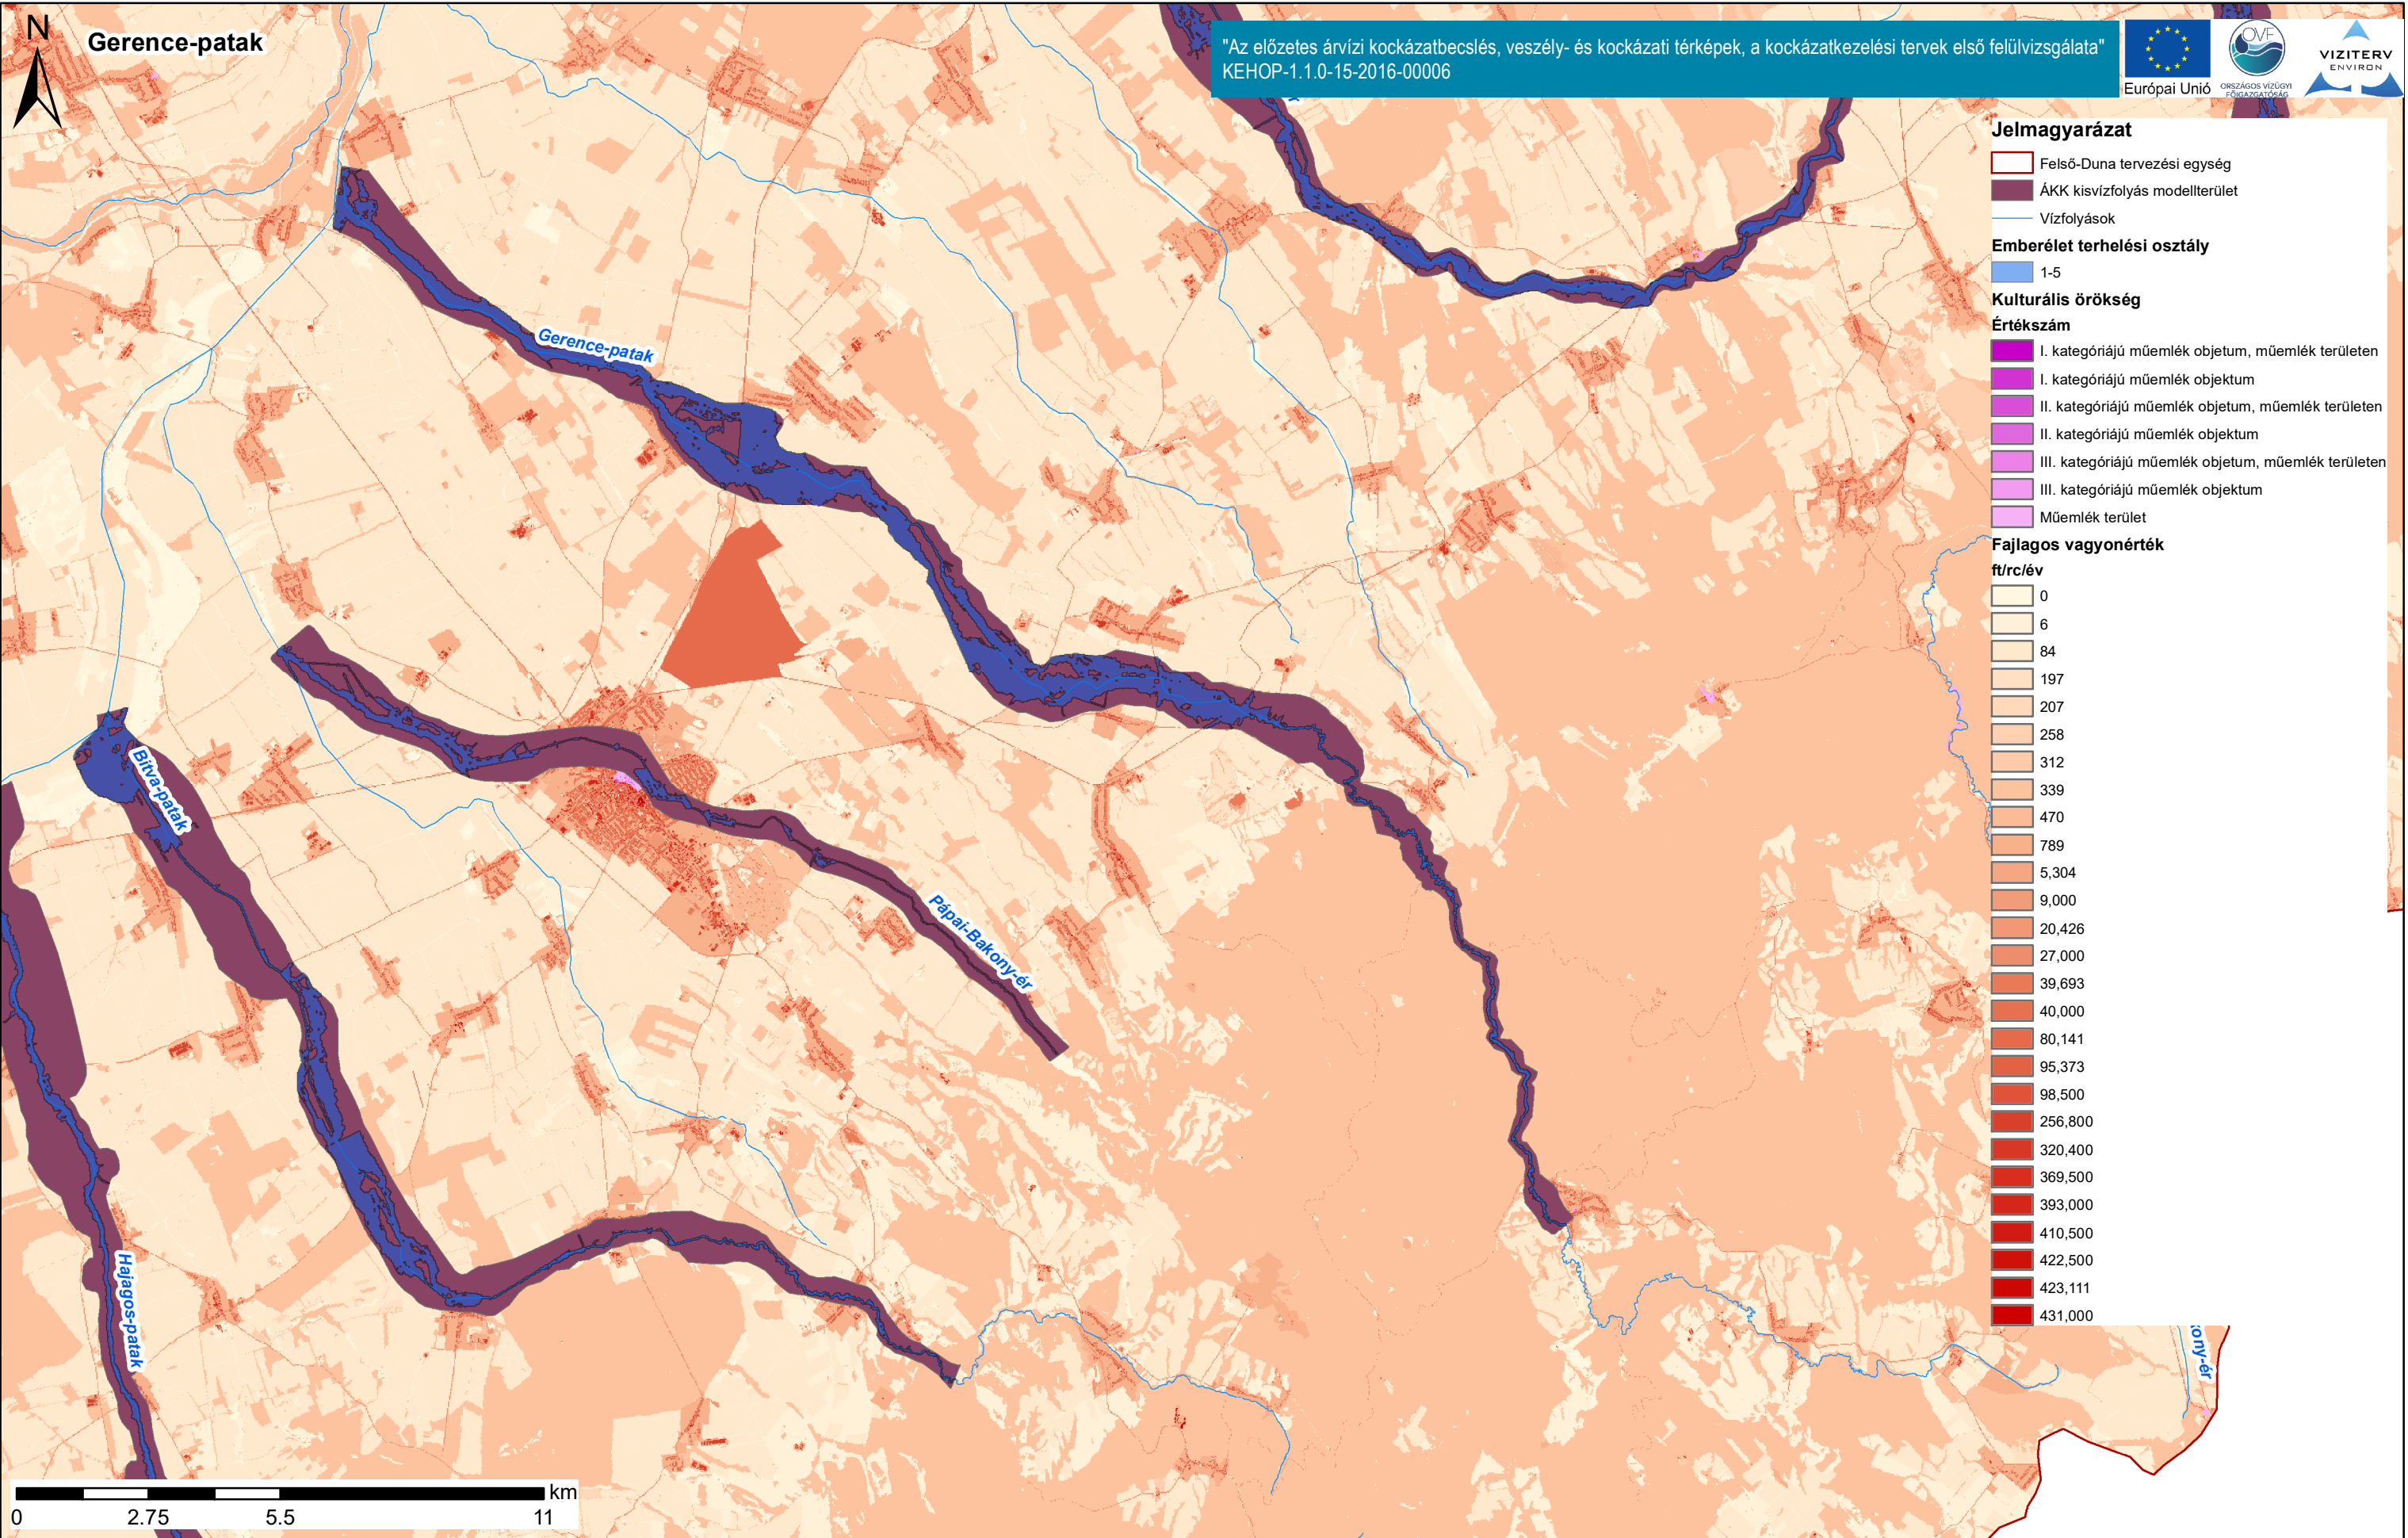 N
Gerence-patak
"Az előzetes árvízi kockázatbecslés, veszély- és kockázati térképek, a kockázatkezelési tervek első felülvizsgálata"
KEHOP-1.1.0-15-2016-00006
Európai Unió
OVF
ORSZÁGOS VÍZÜGYI
FŐIGAZGATÓSÁG
VIZITERV
ENVIRON
Jelmagyarázat
Felső-Duna tervezési egység
ÁKK kisvízfolyás modellterület
Vízfolyások
Emberélet terhelési osztály
1-5
Kulturális örökség
Értékszám
I. kategóriájú műemlék objetum, műemlék területen
I. kategóriájú műemlék objektum
II. kategóriájú műemlék objetum, műemlék területen
II. kategóriájú műemlék objektum
III. kategóriájú műemlék objetum, műemlék területen
III. kategóriájú műemlék objektum
Műemlék terület
Fajlagos vagyonérték
ft/rc/év
0
6
84
197
207
258
312
339
470
789
5,304
9,000
20,426
27,000
39,693
40,000
80,141
95,373
98,500
256,800
320,400
369,500
393,000
410,500
422,500
423,111
431,000
Gerence-patak
Bitva-patak
Pápai-Bakony-ér
Hajagos-patak
kony-ér
km
0
2.75
5.5
11